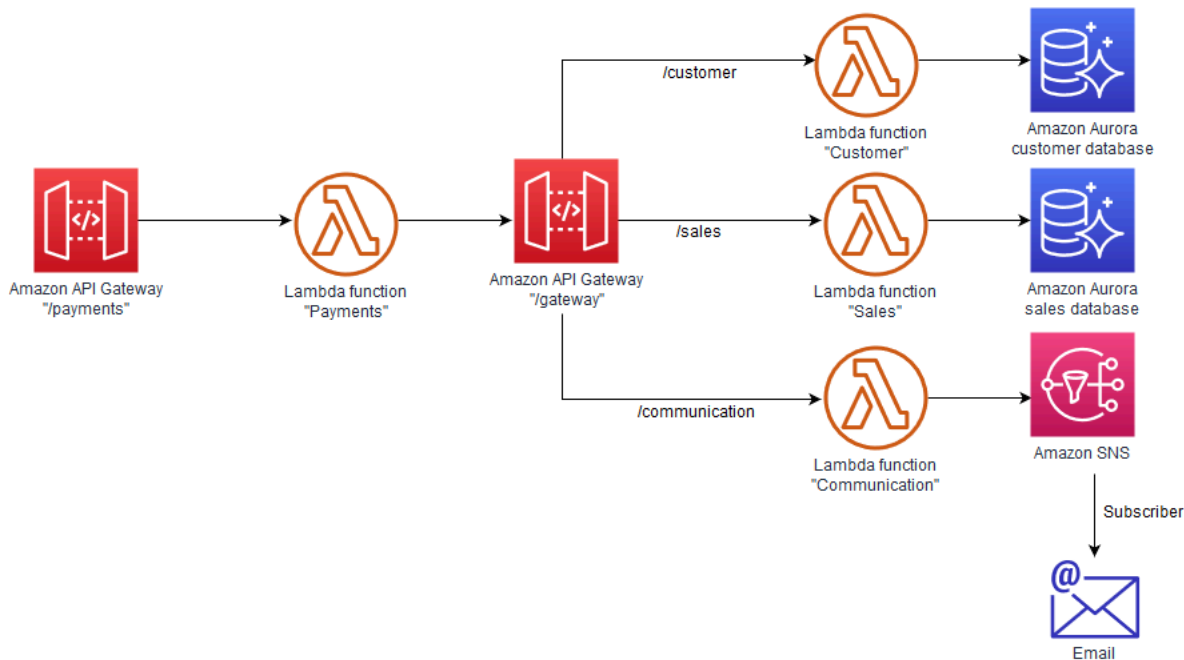 /customer
Lambda function
"Customer"
Amazon Aurora
customer database
Amazon API Gateway
"/payments"
Lambda function
"Payments"
Amazon API Gateway
"/gateway"
/sales
Lambda function
"Sales"
Amazon Aurora
sales database
/communication
Lambda function
"Communication"
Amazon SNS
Subscriber
@
Email